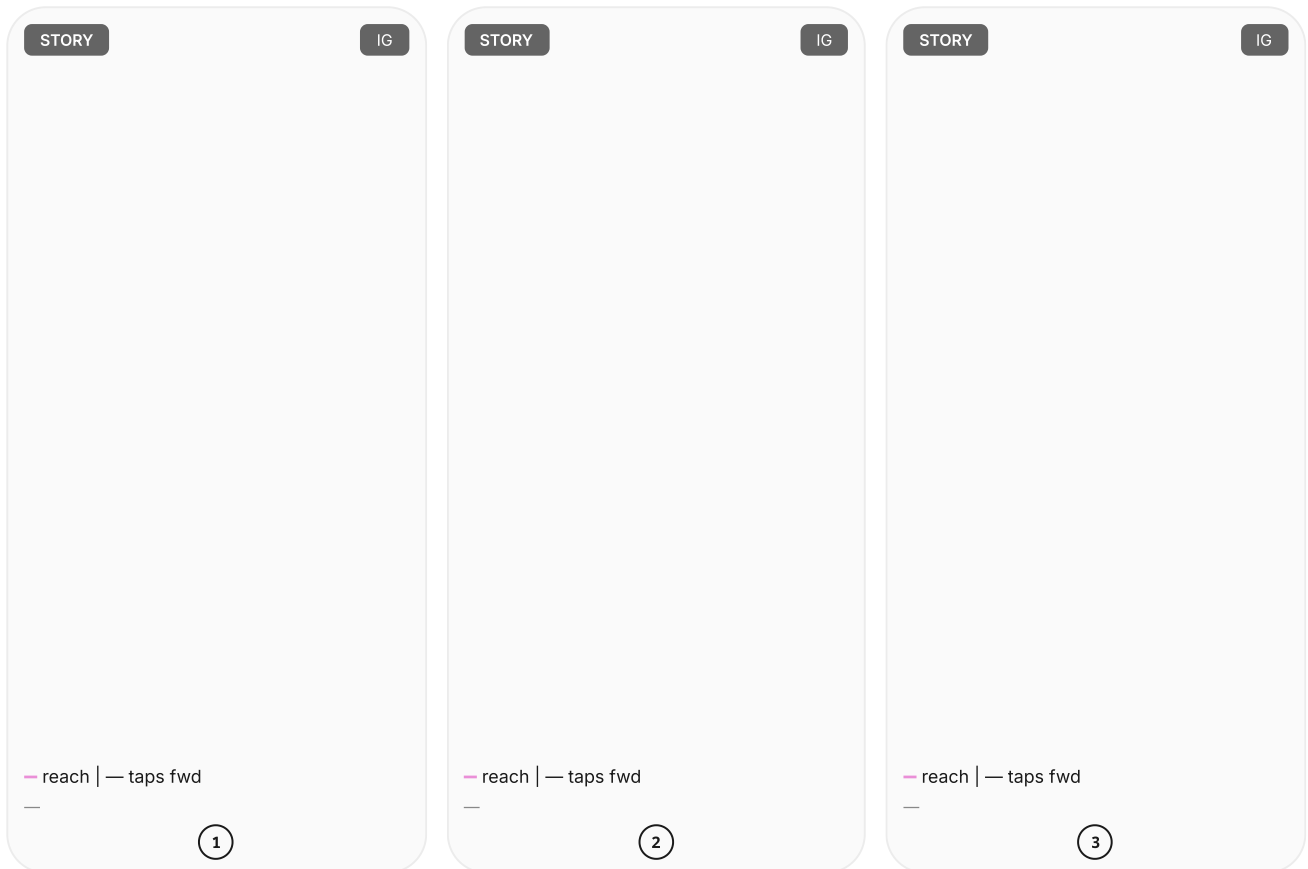 STORY IG
— reach | — taps fwd
—
1
STORY IG
— reach | — taps fwd
—
2
STORY IG
— reach | — taps fwd
—
3